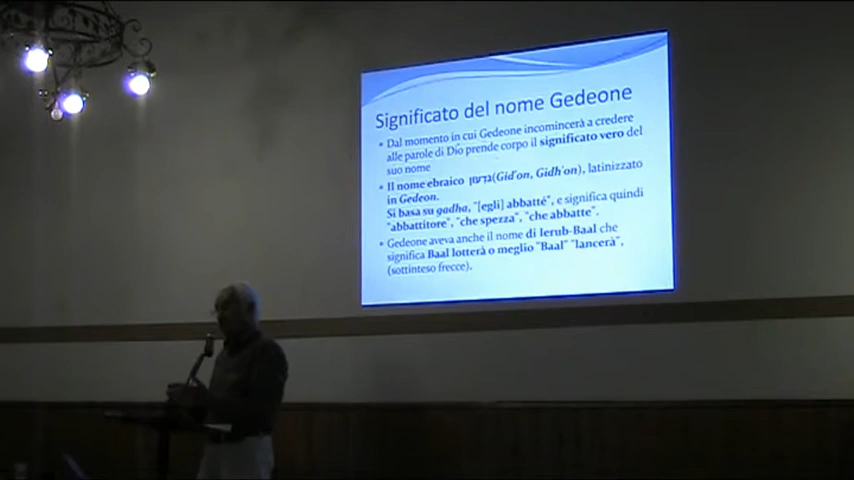 Significato del nome Gedeone
• Dal momento in cui Gedeone incomincerà a credere
alle parole di Dio prende corpo il significato vero del
suo nome
• Il nome ebraico גדעון (Gid'on, Gidh'on), latinizzato
in Gedeon.
Si basa su gadha, "[egli] abbatté", e significa quindi
"abbattitore", "che spezza", "che abbatte".
• Gedeone aveva anche il nome di Ierub-Baal che
significa Baal lotterà o meglio "Baal" "lancerà",
(sottinteso frecce).